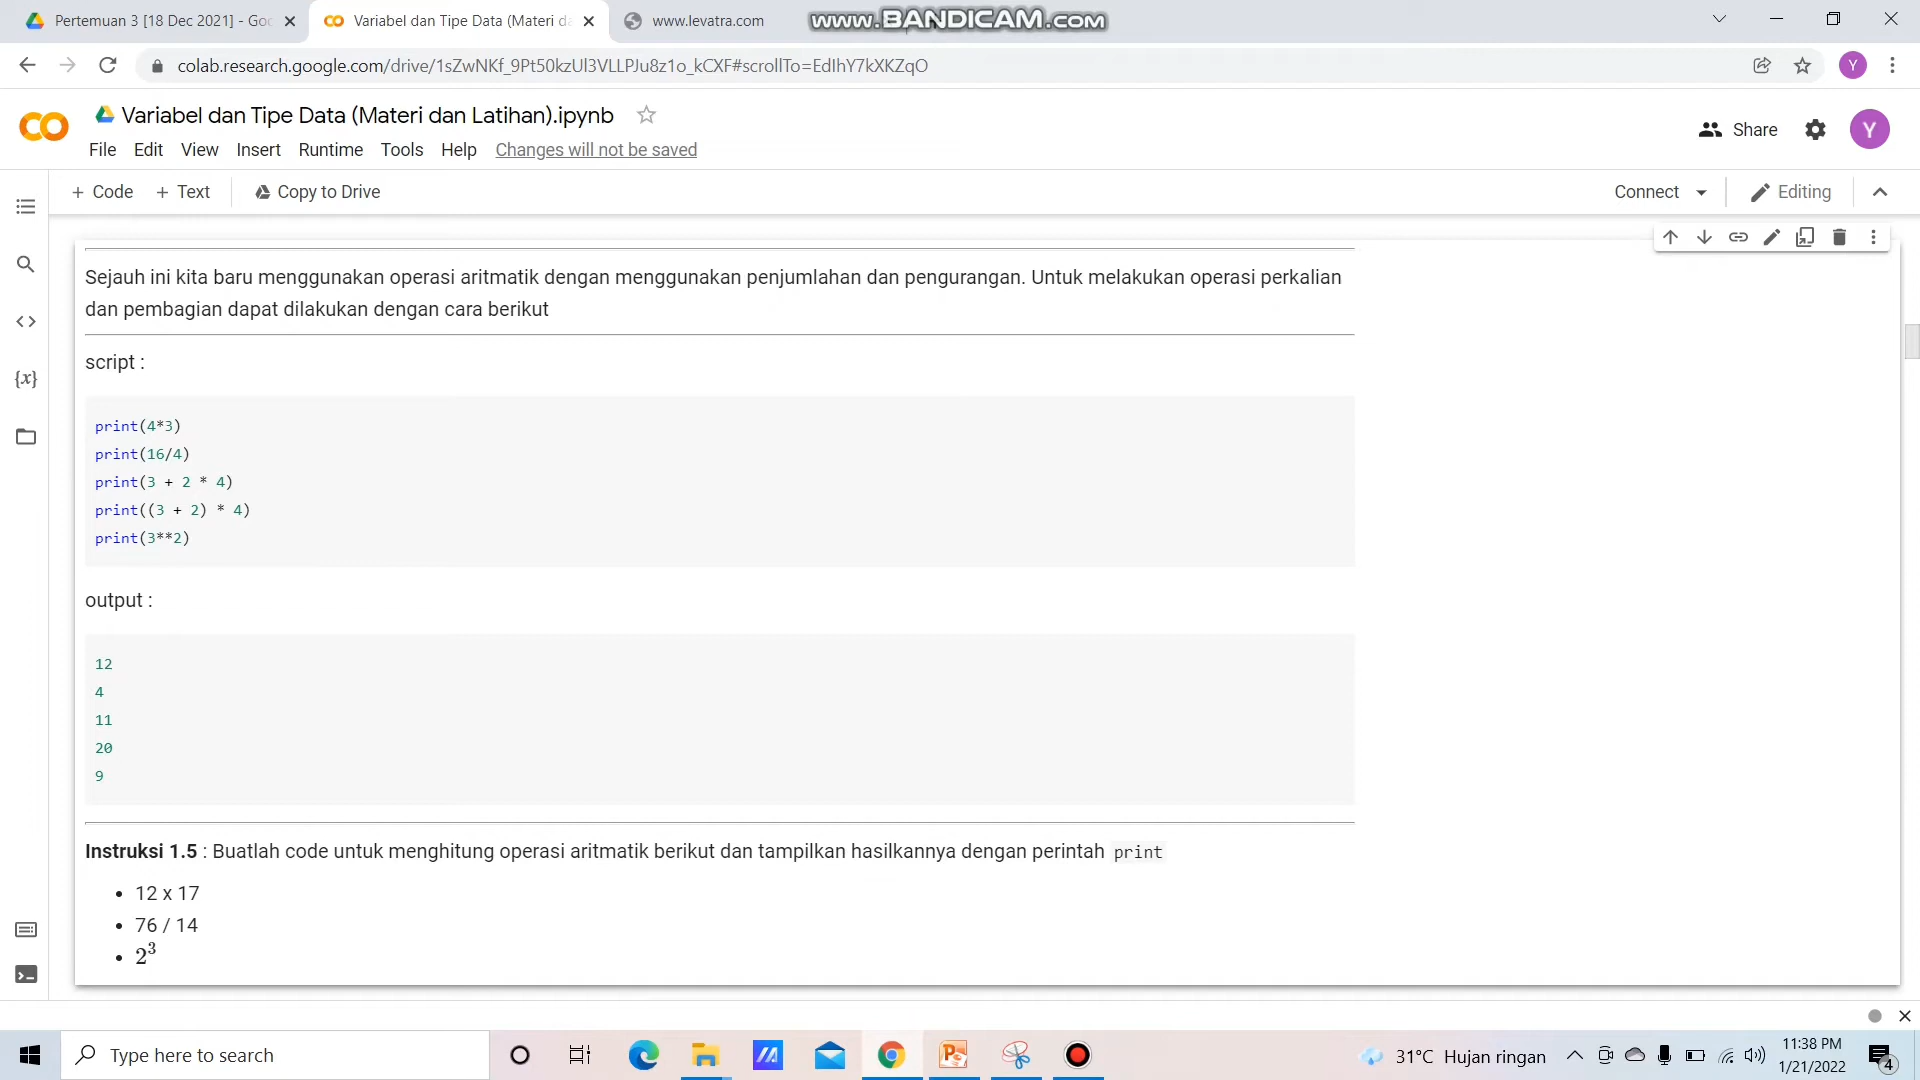 Pertemuan 3 [18 Dec 2021] - Goo
Variabel dan Tipe Data (Materi da
www.levatra.com
www.BANDICAM.com
colab.research.google.com/drive/1sZwNKf_9Pt50kzUl3VLLPJu8z1o_kCXF#scrollTo=EdIhY7kXKZqO
Y
CO
Variabel dan Tipe Data (Materi dan Latihan).ipynb
Share
Y
File Edit View Insert Runtime Tools Help Changes will not be saved
+ Code + Text Copy to Drive
Connect
Editing
Sejauh ini kita baru menggunakan operasi aritmatik dengan menggunakan penjumlahan dan pengurangan. Untuk melakukan operasi perkalian
dan pembagian dapat dilakukan dengan cara berikut
script :
{x}
print(4*3)
print(16/4)
print(3 + 2 * 4)
print((3 + 2) * 4)
print(3**2)
output :
12
4
11
20
9
Instruksi 1.5 : Buatlah code untuk menghitung operasi aritmatik berikut dan tampilkan hasilkannya dengan perintah print
• 12 x 17
• 76 / 14
• 2³
Type here to search
31°C Hujan ringan
11:38 PM
1/21/2022
4